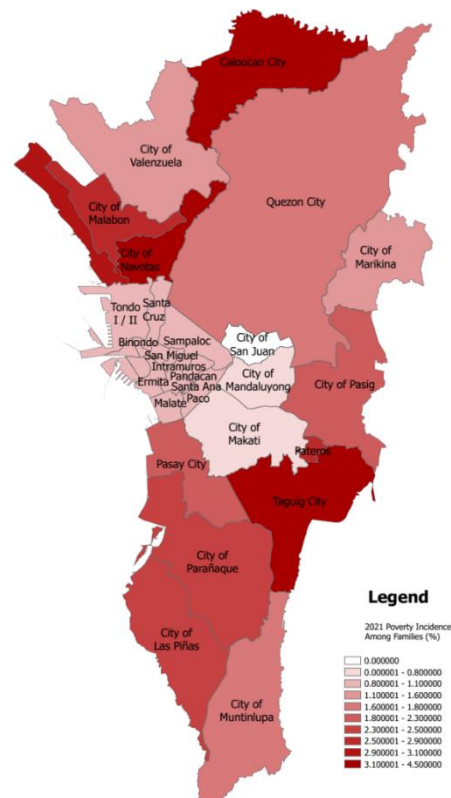 Caloocan City
City of
Valenzuela
City of
Malabon
Quezon City
City of
Navotas
City of
Marikina
Tondo
I / II
Santa
Cruz
Sampaloc
Binondo
San Miguel
Intramuros
Ermita
Pandacan
Santa Ana
Paco
Malate
City of
San Juan
City of
Mandaluyong
City of Pasig
City of
Makati
Pateros
Pasay City
Taguig City
City of
Parañaque
City of
Las Piñas
City of
Muntinlupa
Legend
2021 Poverty Incidence
Among Families (%)
0.000000
0.000001 - 0.800000
0.800001 - 1.100000
1.100001 - 1.600000
1.600001 - 1.800000
1.800001 - 2.300000
2.300001 - 2.500000
2.500001 - 2.900000
2.900001 - 3.100000
3.100001 - 4.500000